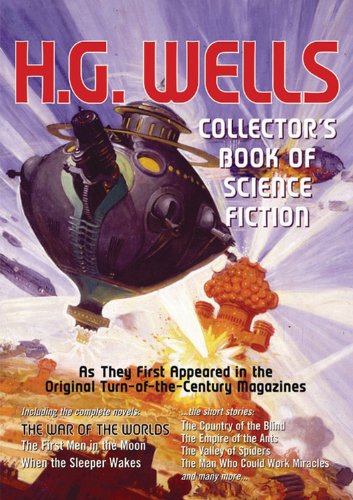 H.G. WELLS
COLLECTOR'S
BOOK OF
SCIENCE
FICTION
As They First Appeared in the
Original Turn-of-the-Century Magazines
Including the complete novels:
THE WAR OF THE WORLDS
The First Men in the Moon
When the Sleeper Wakes
...the short stories:
The Country of the Blind
The Empire of the Ants
The Valley of Spiders
The Man Who Could Work Miracles
and many more...